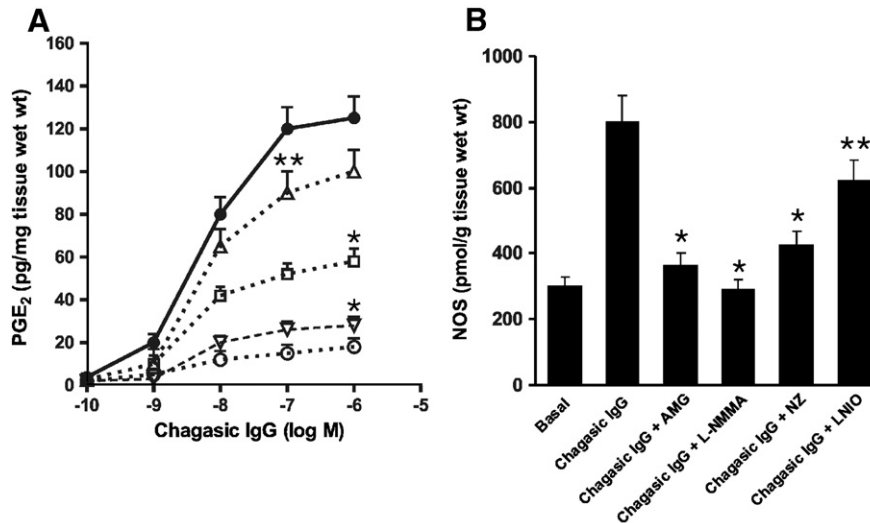 A
PGE2 (pg/mg tissue wet wt)
160
140
120
100
80
60
40
20
0
**
*
*
-10
-9
-8
-7
-6
-5
Chagasic IgG (log M)
B
NOS (pmol/g tissue wet wt)
1000
800
600
400
200
0
*
*
*
**
Basal
Chagasic IgG
Chagasic IgG + AMG
Chagasic IgG + L-NMMA
Chagasic IgG + NZ
Chagasic IgG + LNIO